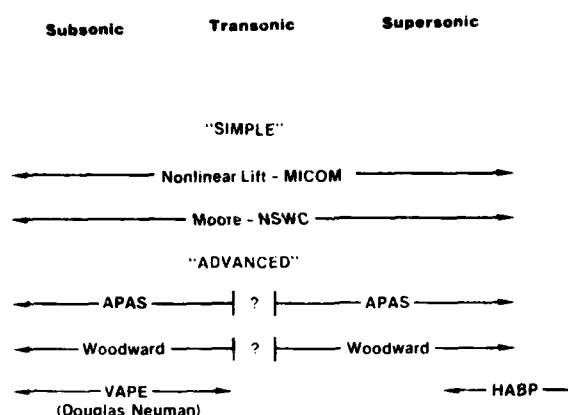 Subsonic Transonic Supersonic
"SIMPLE"
Nonlinear Lift - MICOM
Moore - NSWC
"ADVANCED"
APAS ? APAS
Woodward ? Woodward
VAPE HABP
(Douglas Neuman)